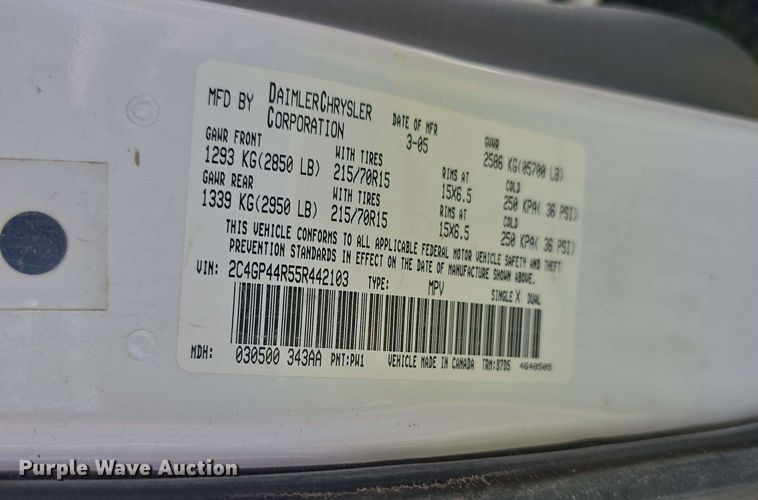 MFD BY DAIMLERCHRYSLER CORPORATION
DATE OF MFR 3-05
GVWR 2586 KG(05700 LB)
GAWR FRONT WITH TIRES RIMS AT COLD
1293 KG(2850 LB) 215/70R15 15X6.5 250 KPA( 36 PSI)
GAWR REAR WITH TIRES RIMS AT COLD
1339 KG(2950 LB) 215/70R15 15X6.5 250 KPA( 36 PSI)
THIS VEHICLE CONFORMS TO ALL APPLICABLE FEDERAL MOTOR VEHICLE SAFETY AND THEFT
PREVENTION STANDARDS IN EFFECT ON THE DATE OF MANUFACTURE SHOWN ABOVE.
VIN: 2C4GP44R55R442103 TYPE: MPV SINGLE X DUAL
MDH: 030500 343AA PNT:PW1 VEHICLE MADE IN CANADA TRM:B7D5 4648505
Purple Wave Auction